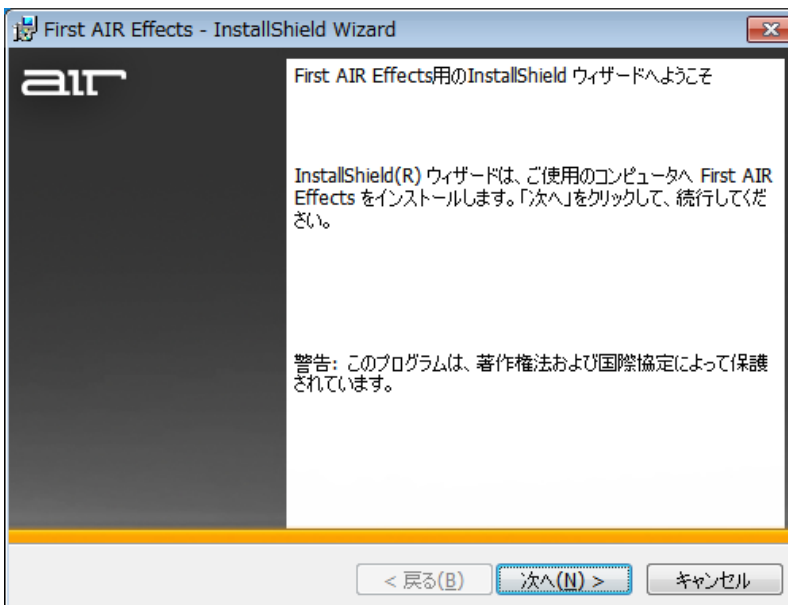 First AIR Effects - InstallShield Wizard
air
First AIR Effects用のInstallShield ウィザードへようこそ
InstallShield(R) ウィザードは、ご使用のコンピュータへ First AIR
Effects をインストールします。「次へ」をクリックして、続行してくだ
さい。
警告: このプログラムは、著作権法および国際協定によって保護
されています。
< 戻る(B)
次へ(N) >
キャンセル